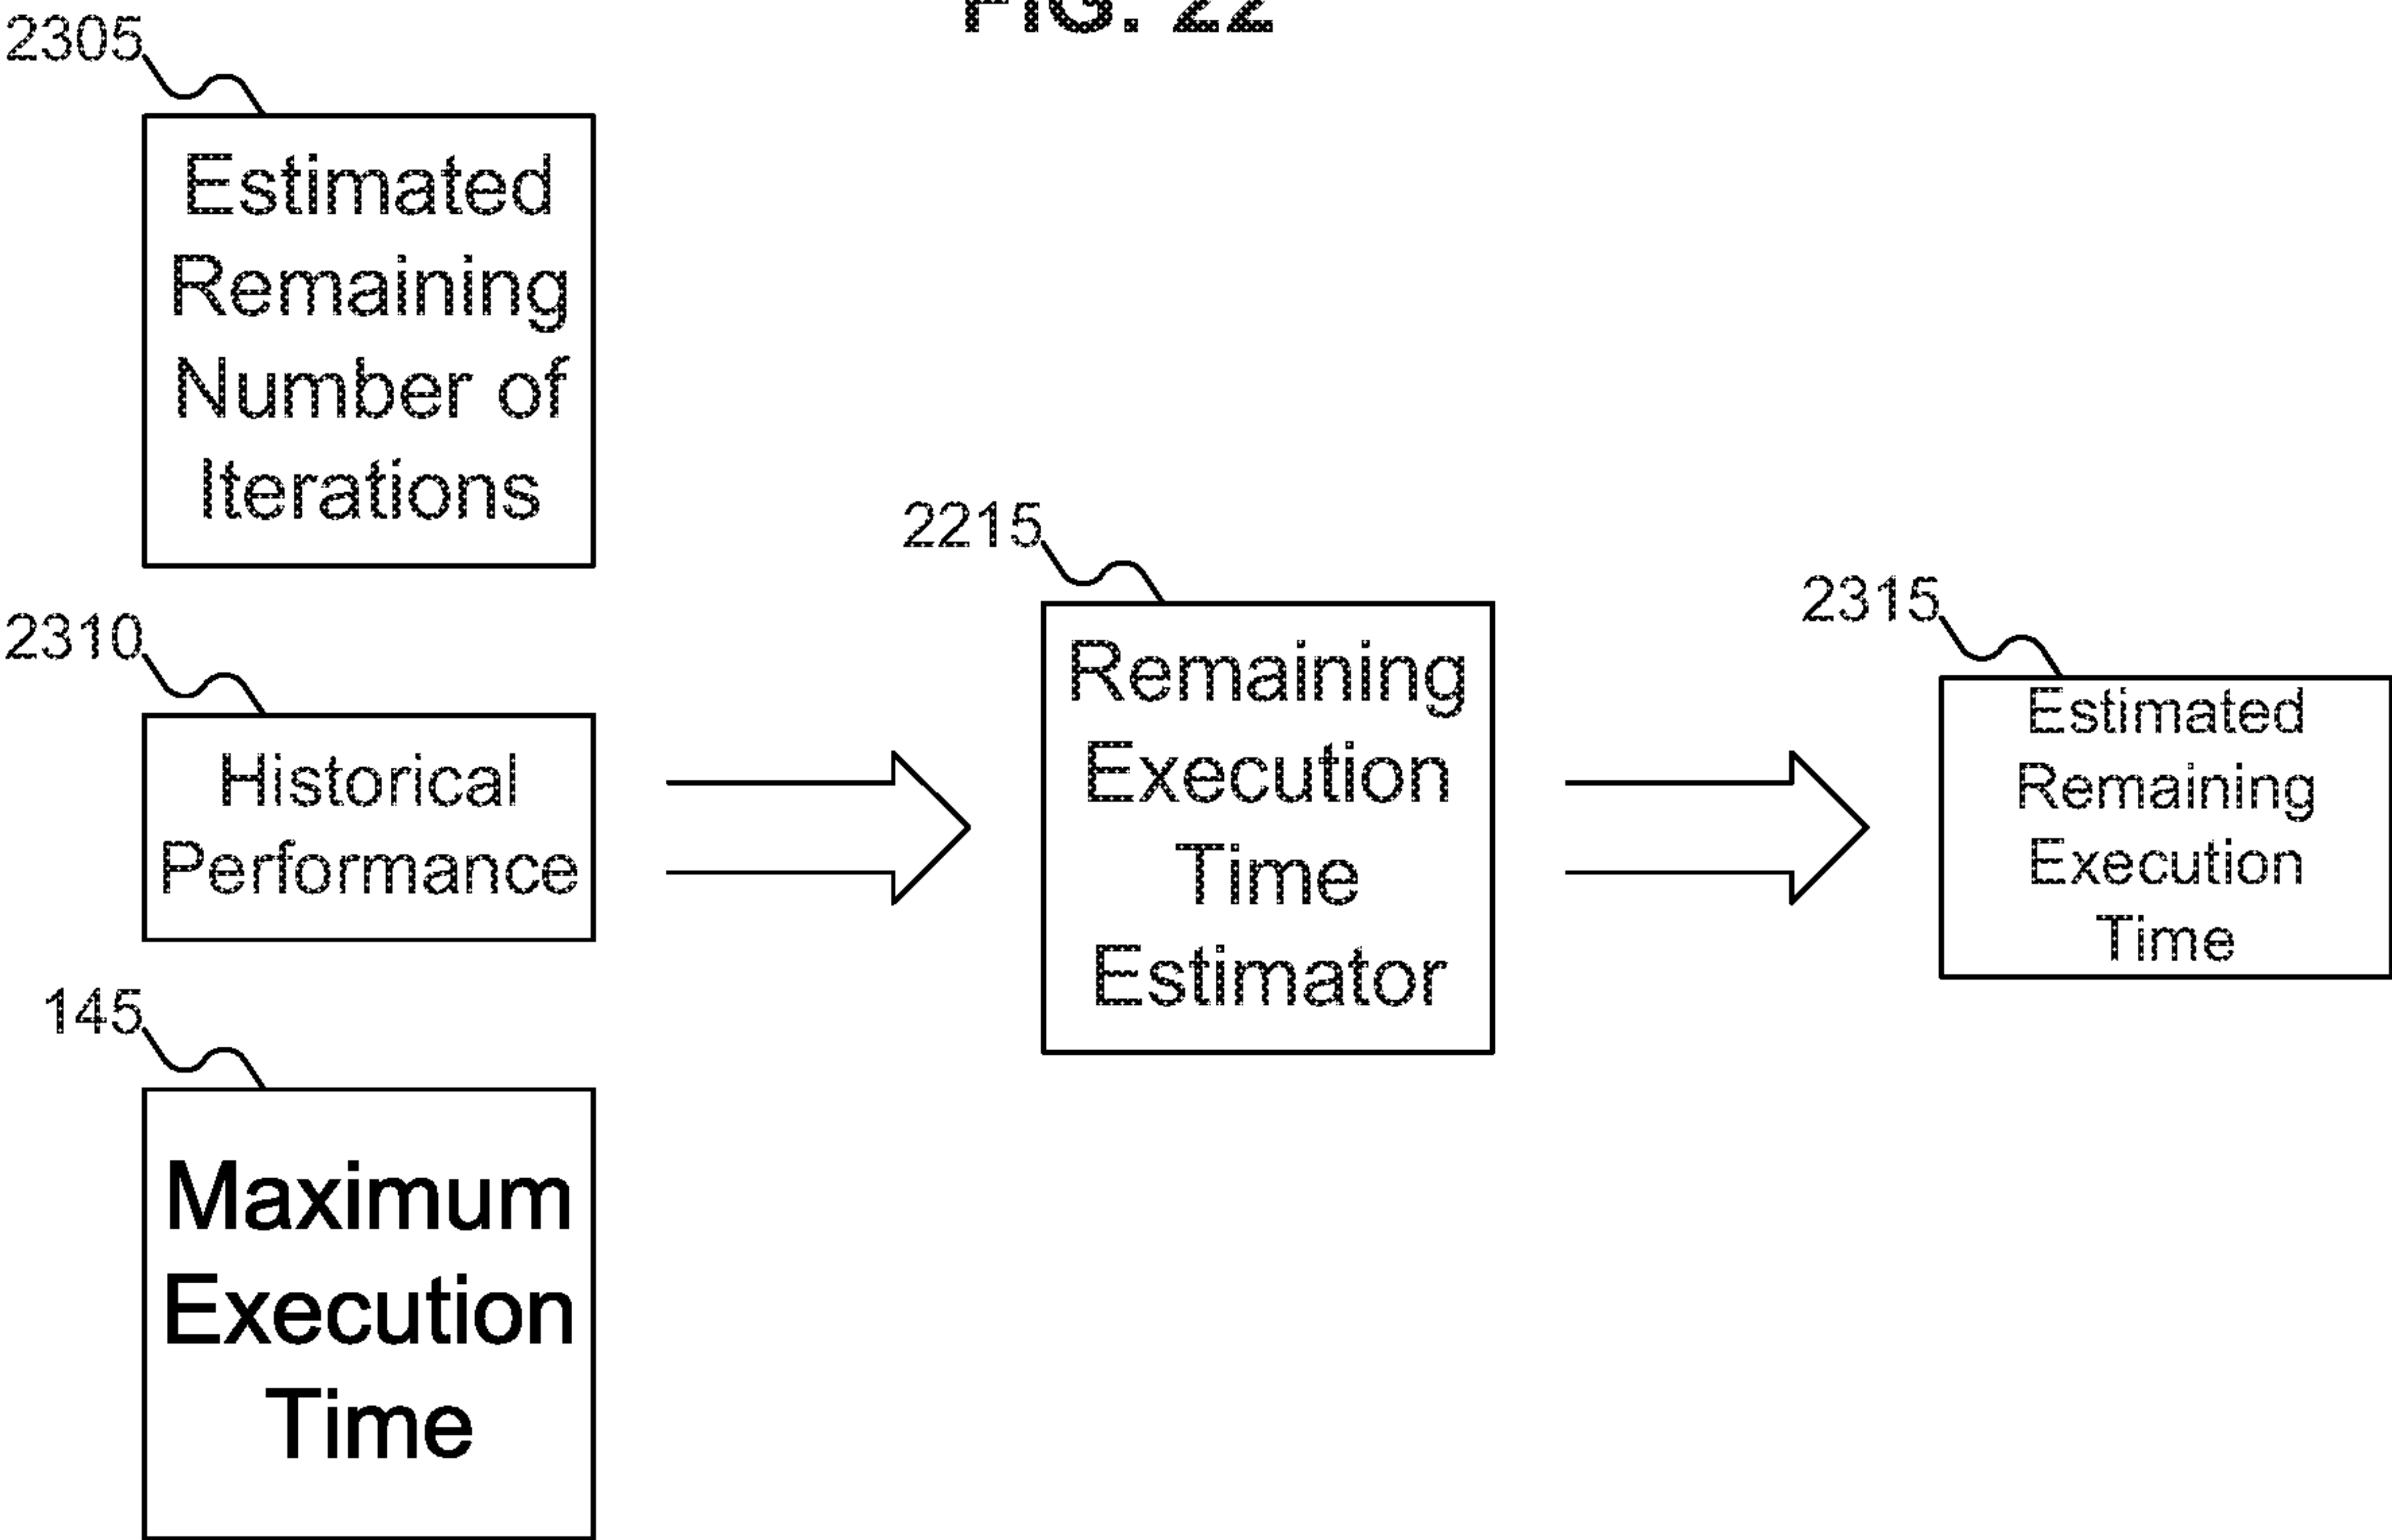 FIG. 22
2305
Estimated
Remaining
Number of
Iterations
2310
Historical
Performance
145
Maximum
Execution
Time
2215
Remaining
Execution
Time
Estimator
2315
Estimated
Remaining
Execution
Time